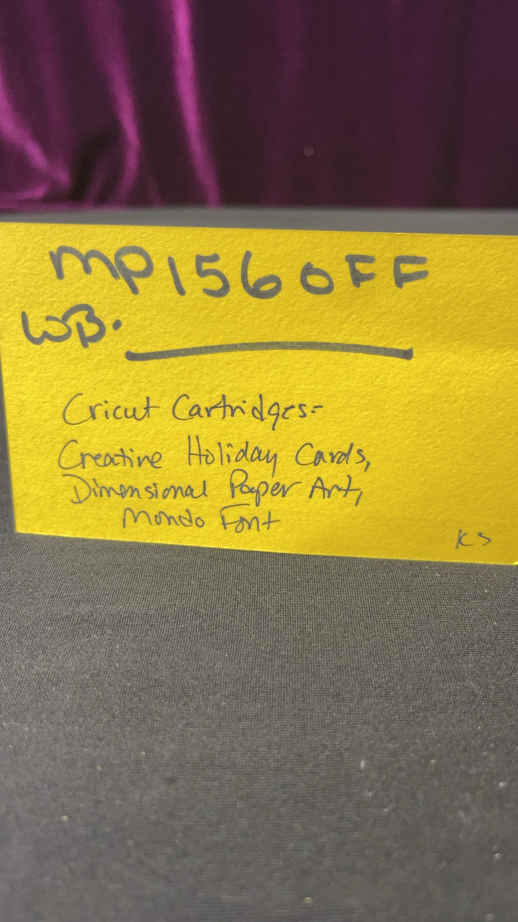 MP1560FF
WB.
Cricut Cartridges-
Creative Holiday Cards,
Dimensional Paper Art,
Mondo Font
KS